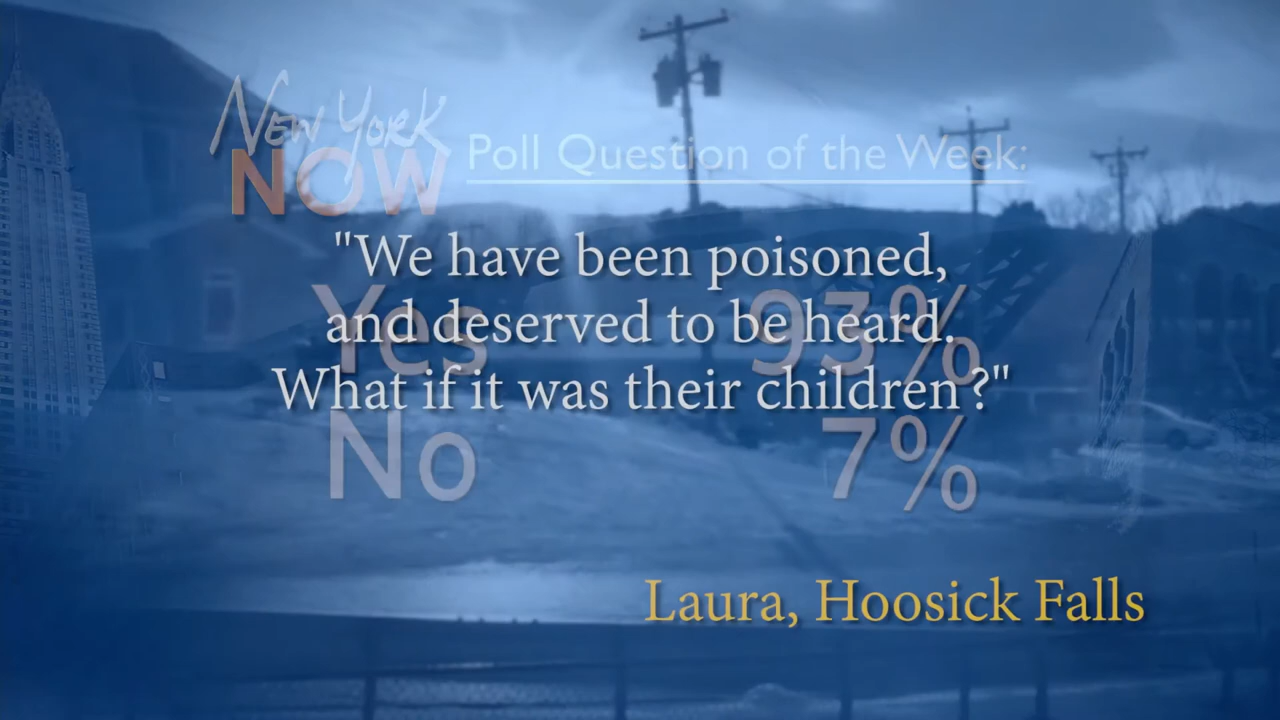 New York
NOW
Poll Question of the Week:
"We have been poisoned,
and deserved to be heard.
What if it was their children?"
Yes 93%
No 7%
Laura, Hoosick Falls